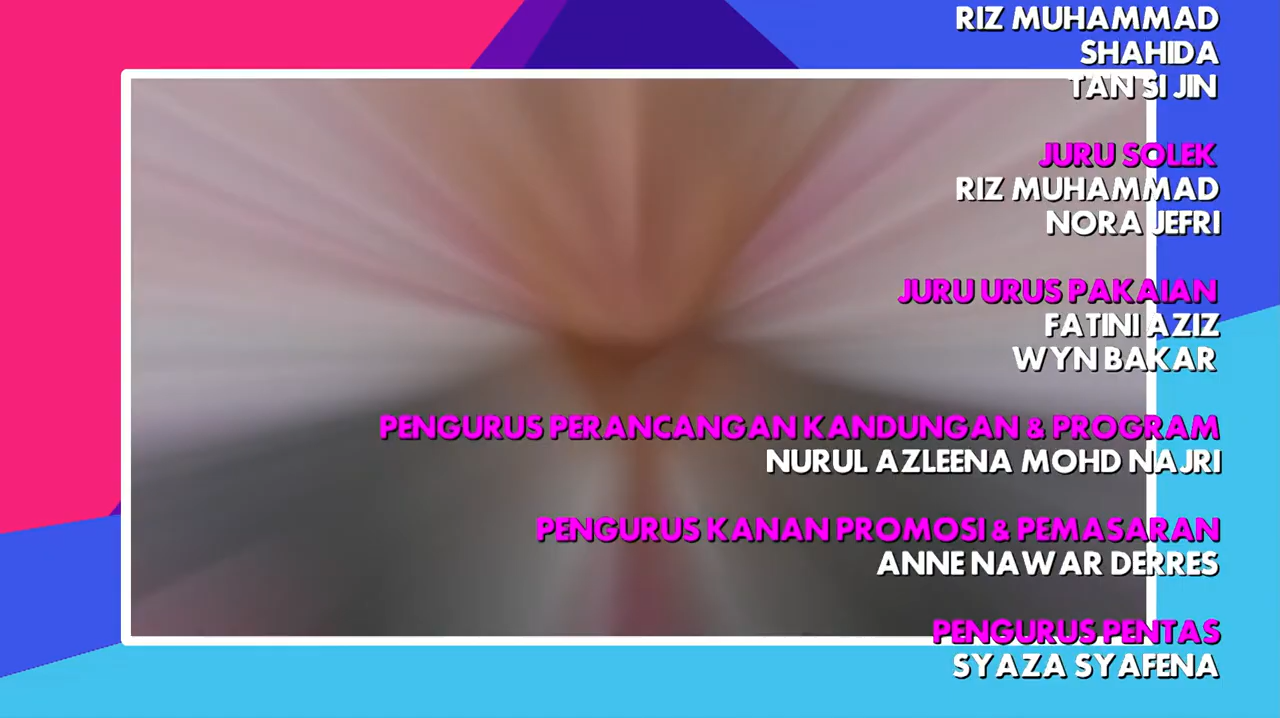 RIZ MUHAMMAD
SHAHIDA
TAN SI JIN
JURU SOLEK
RIZ MUHAMMAD
NORA JEFRI
JURU URUS PAKAIAN
FATINI AZIZ
WYN BAKAR
PENGURUS PERANCANGAN KANDUNGAN & PROGRAM
NURUL AZLEENA MOHD NAJRI
PENGURUS KANAN PROMOSI & PEMASARAN
ANNE NAWAR DERRES
PENGURUS PENTAS
SYAZA SYAFENA